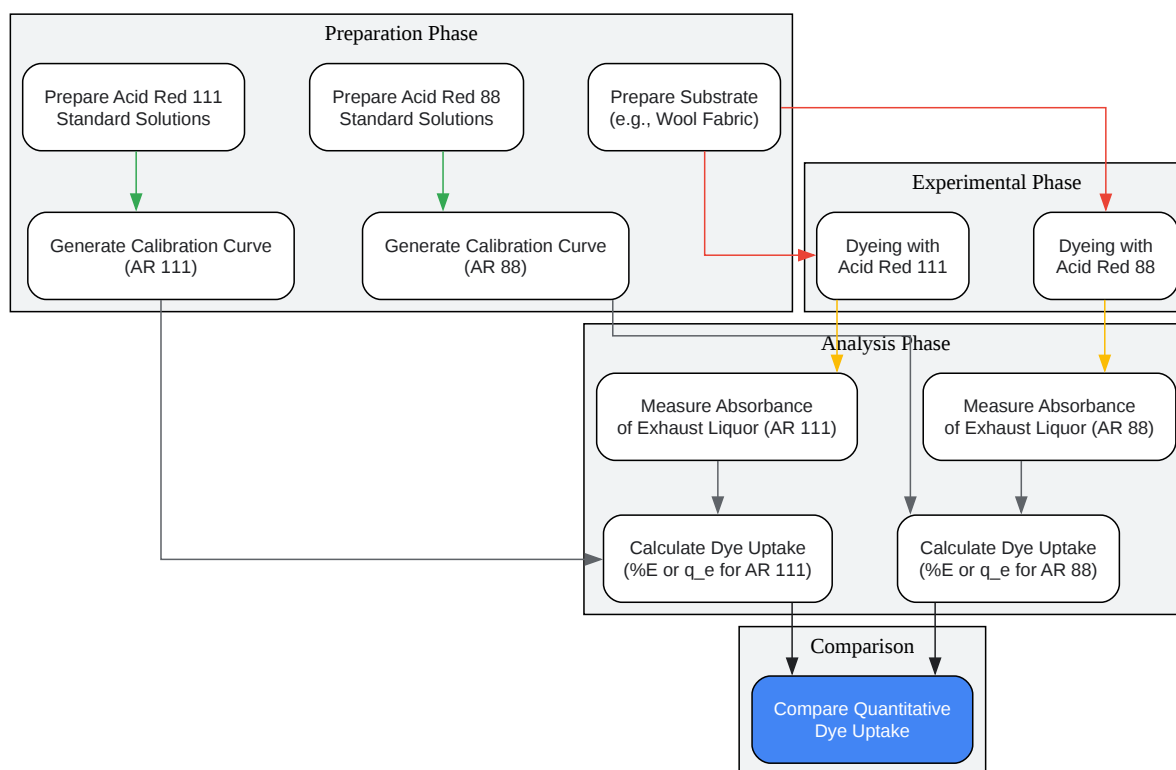 Preparation Phase
Prepare Acid Red 111
Standard Solutions
Prepare Acid Red 88
Standard Solutions
Prepare Substrate
(e.g., Wool Fabric)
Generate Calibration Curve
(AR 111)
Generate Calibration Curve
(AR 88)
Experimental Phase
Dyeing with
Acid Red 111
Dyeing with
Acid Red 88
Analysis Phase
Measure Absorbance
of Exhaust Liquor (AR 111)
Measure Absorbance
of Exhaust Liquor (AR 88)
Calculate Dye Uptake
(%E or q_e for AR 111)
Calculate Dye Uptake
(%E or q_e for AR 88)
Comparison
Compare Quantitative
Dye Uptake